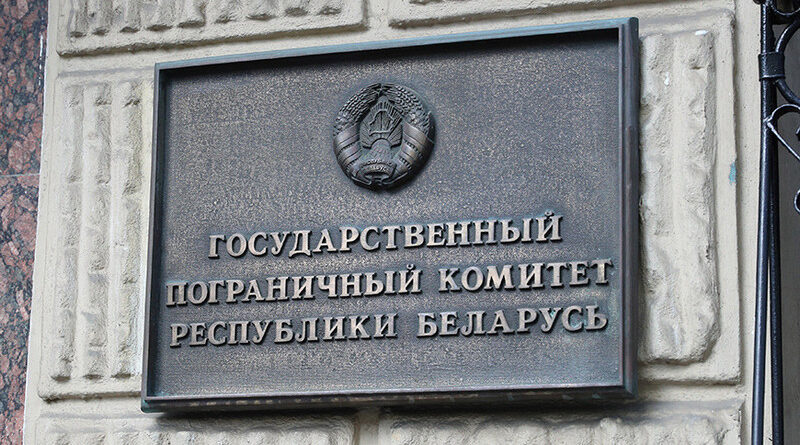 ГОСУДАРСТВЕННЫЙ
ПОГРАНИЧНЫЙ КОМИТЕТ
РЕСПУБЛИКИ БЕЛАРУСЬ